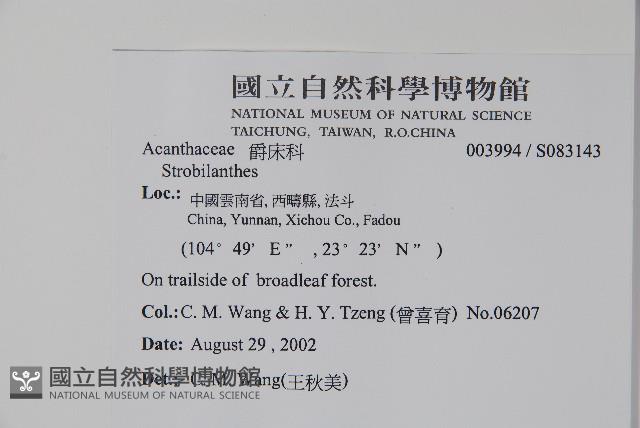 國立自然科學博物館
NATIONAL MUSEUM OF NATURAL SCIENCE
TAICHUNG, TAIWAN, R.O.CHINA
Acanthaceae 爵床科 003994 / S083143
Strobilanthes
Loc.: 中國雲南省, 西疇縣, 法斗
China, Yunnan, Xichou Co., Fadou
(104° 49' E ” , 23° 23' N ” )
On trailside of broadleaf forest.
Col.: C. M. Wang & H. Y. Tzeng (曾喜育) No.06207
Date: August 29 , 2002
Det.: C. M. Wang(王秋美)
國立自然科學博物館
NATIONAL MUSEUM OF NATURAL SCIENCE